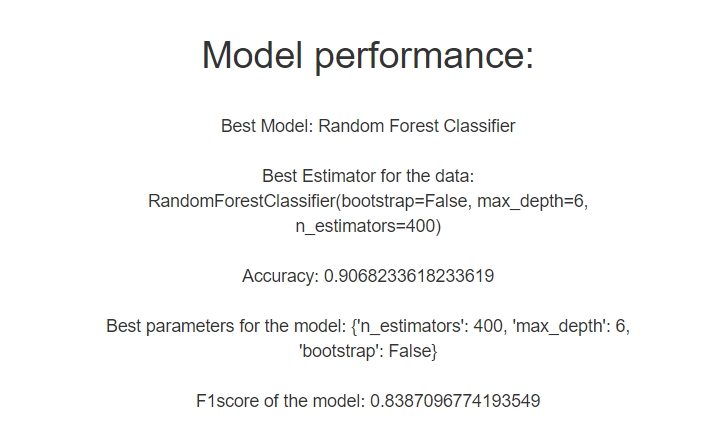 Model performance:
Best Model: Random Forest Classifier
Best Estimator for the data:
RandomForestClassifier(bootstrap=False, max_depth=6,
n_estimators=400)
Accuracy: 0.9068233618233619
Best parameters for the model: {'n_estimators': 400, 'max_depth': 6,
'bootstrap': False}
F1score of the model: 0.8387096774193549